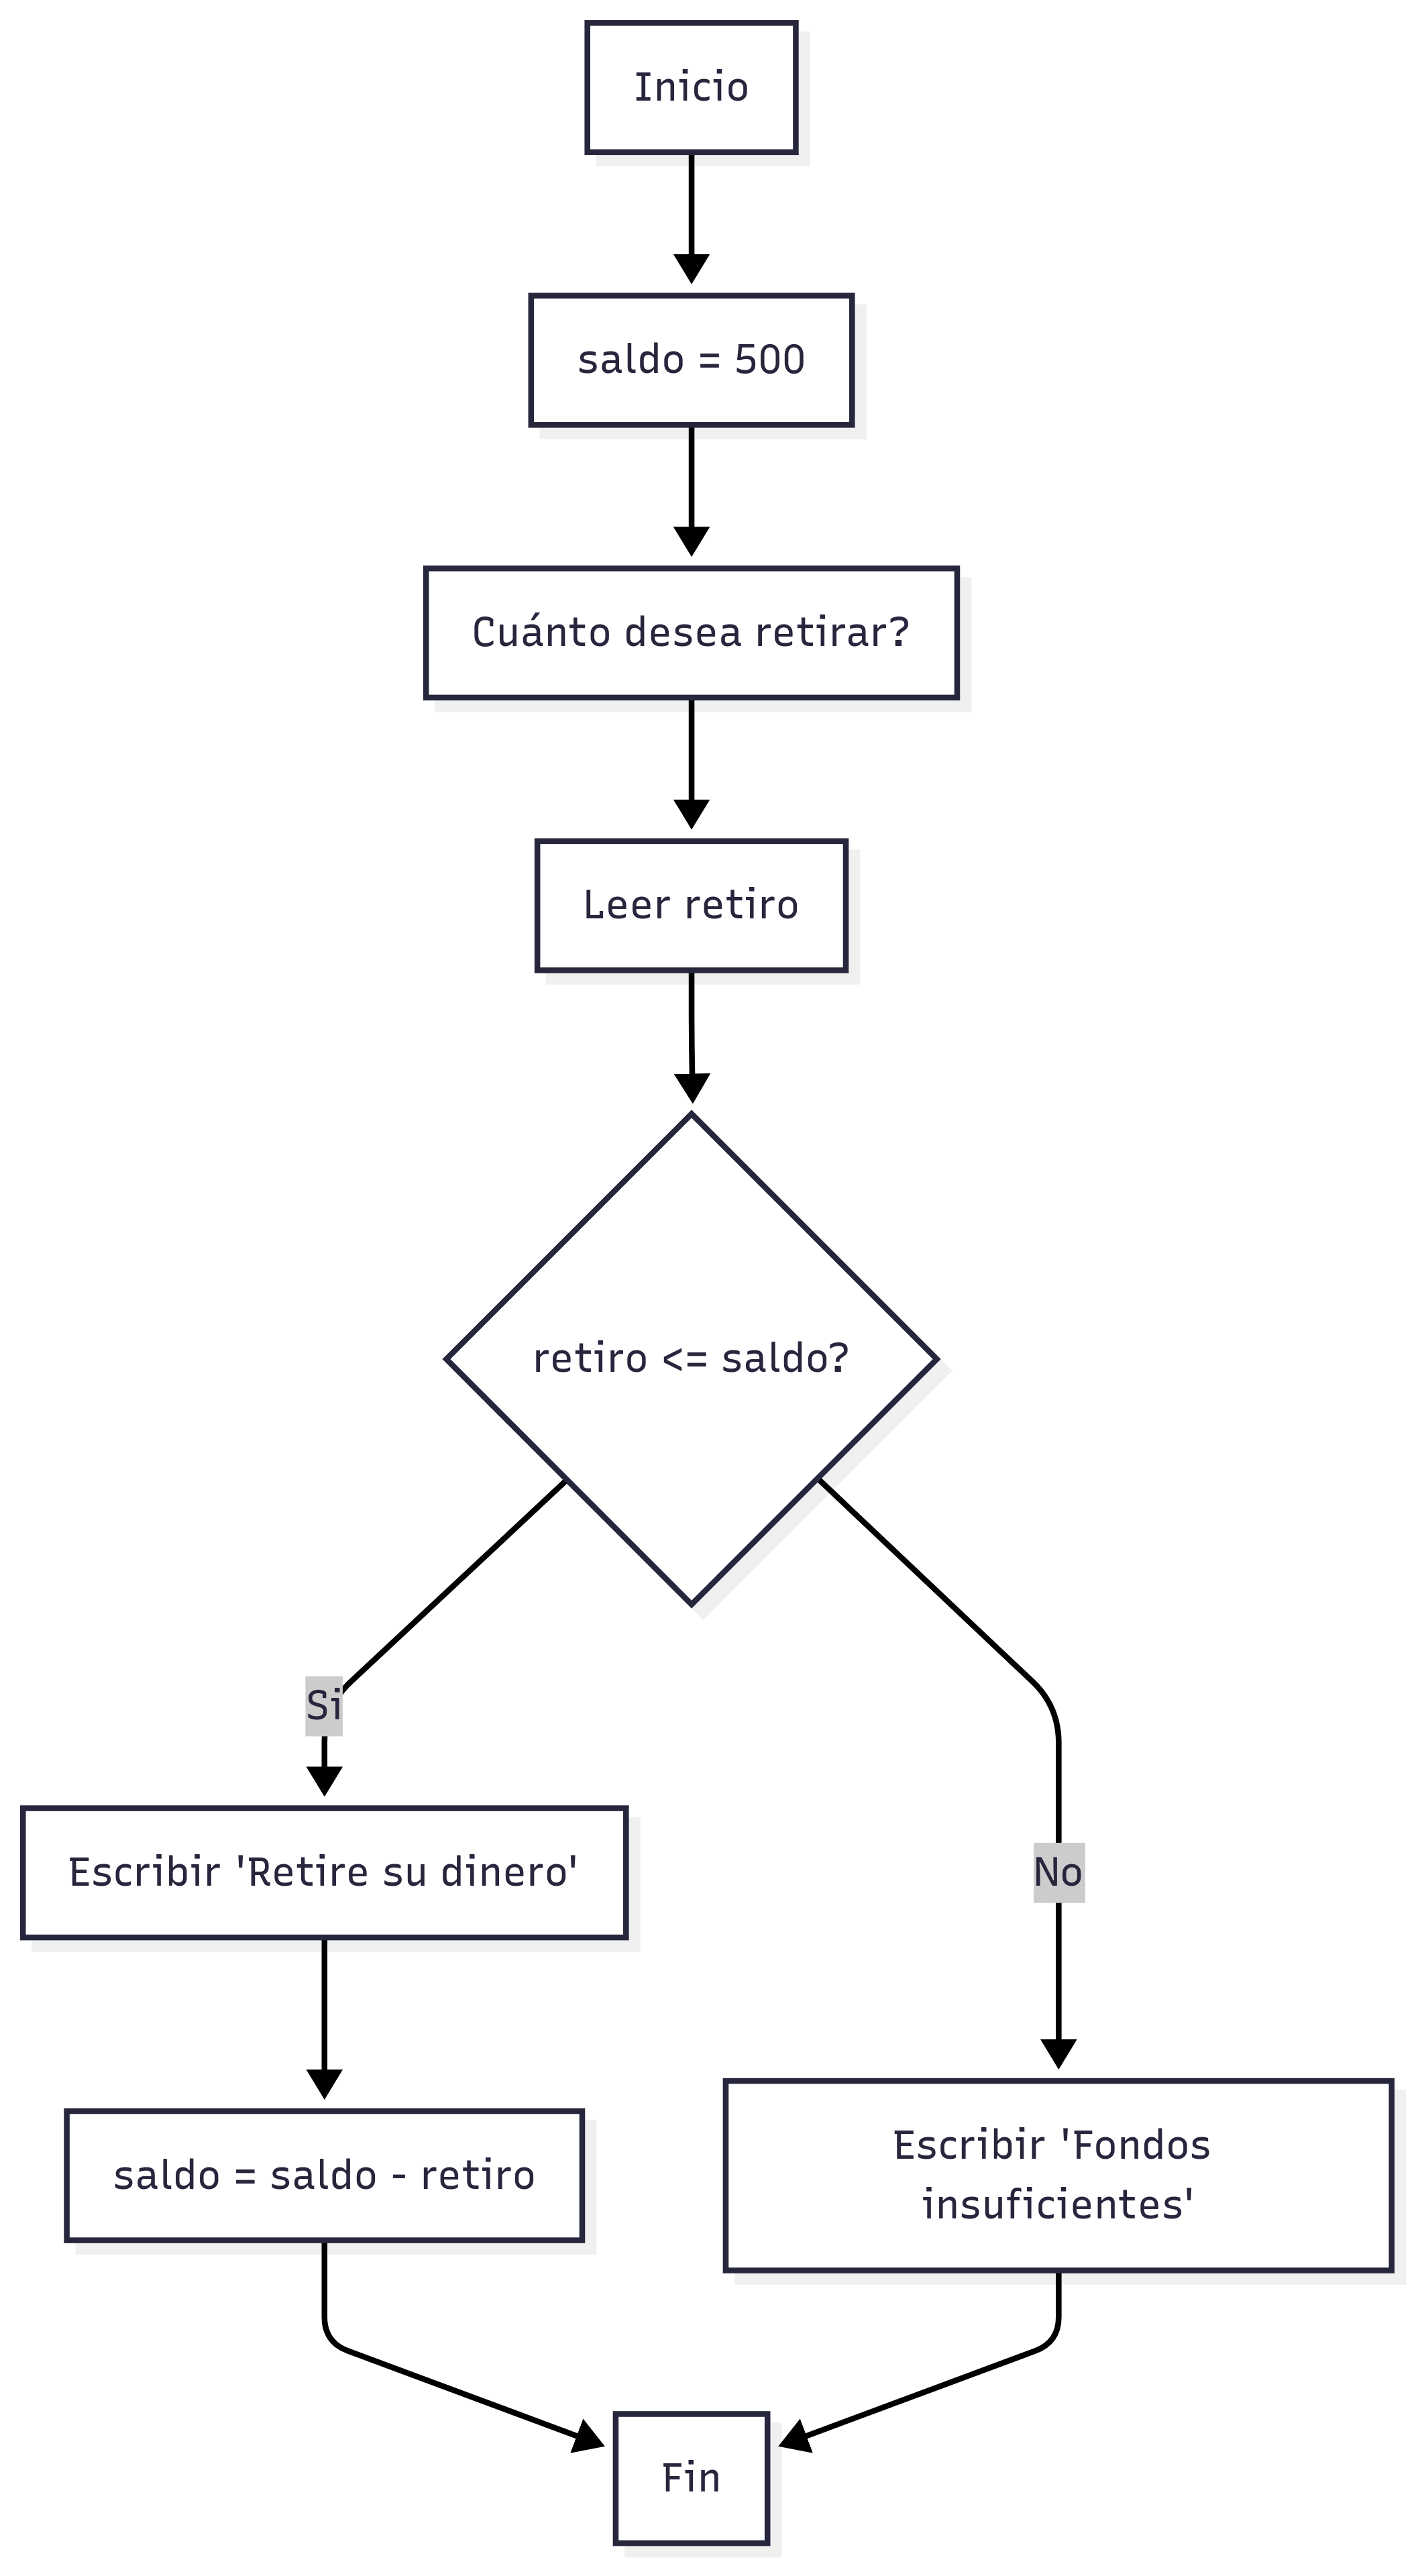 Inicio
saldo = 500
Cuánto desea retirar?
Leer retiro
retiro <= saldo?
Si
Escribir 'Retire su dinero'
No
saldo = saldo - retiro
Escribir 'Fondos
insuficientes'
Fin